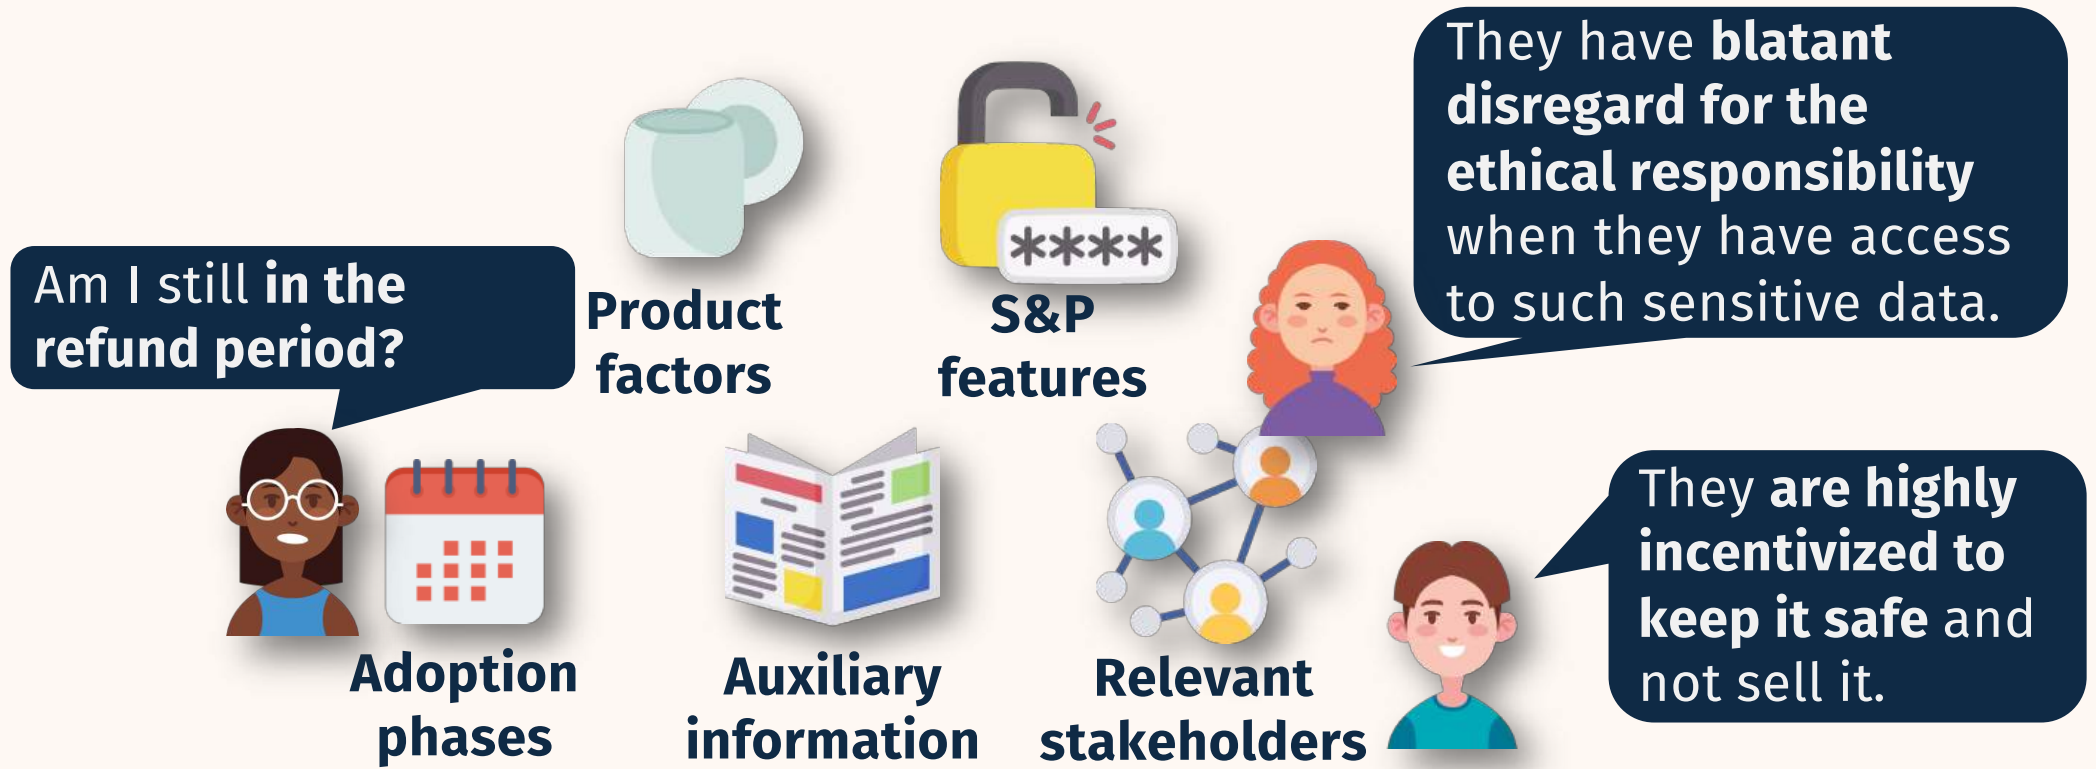 They have blatant
disregard for the
ethical responsibility
when they have access
to such sensitive data.
Am I still in the
refund period?
Product
factors
****
S&P
features
They are highly
incentivized to
keep it safe and
not sell it.
Adoption
phases
Auxiliary
information
Relevant
stakeholders